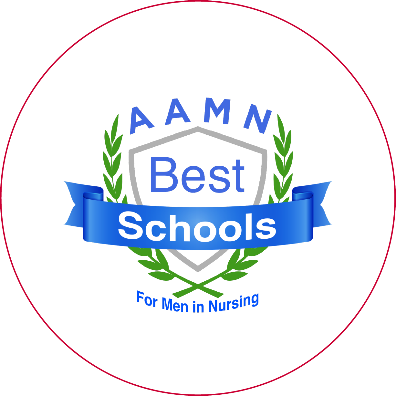 AAMN
Best
Schools
For Men in Nursing